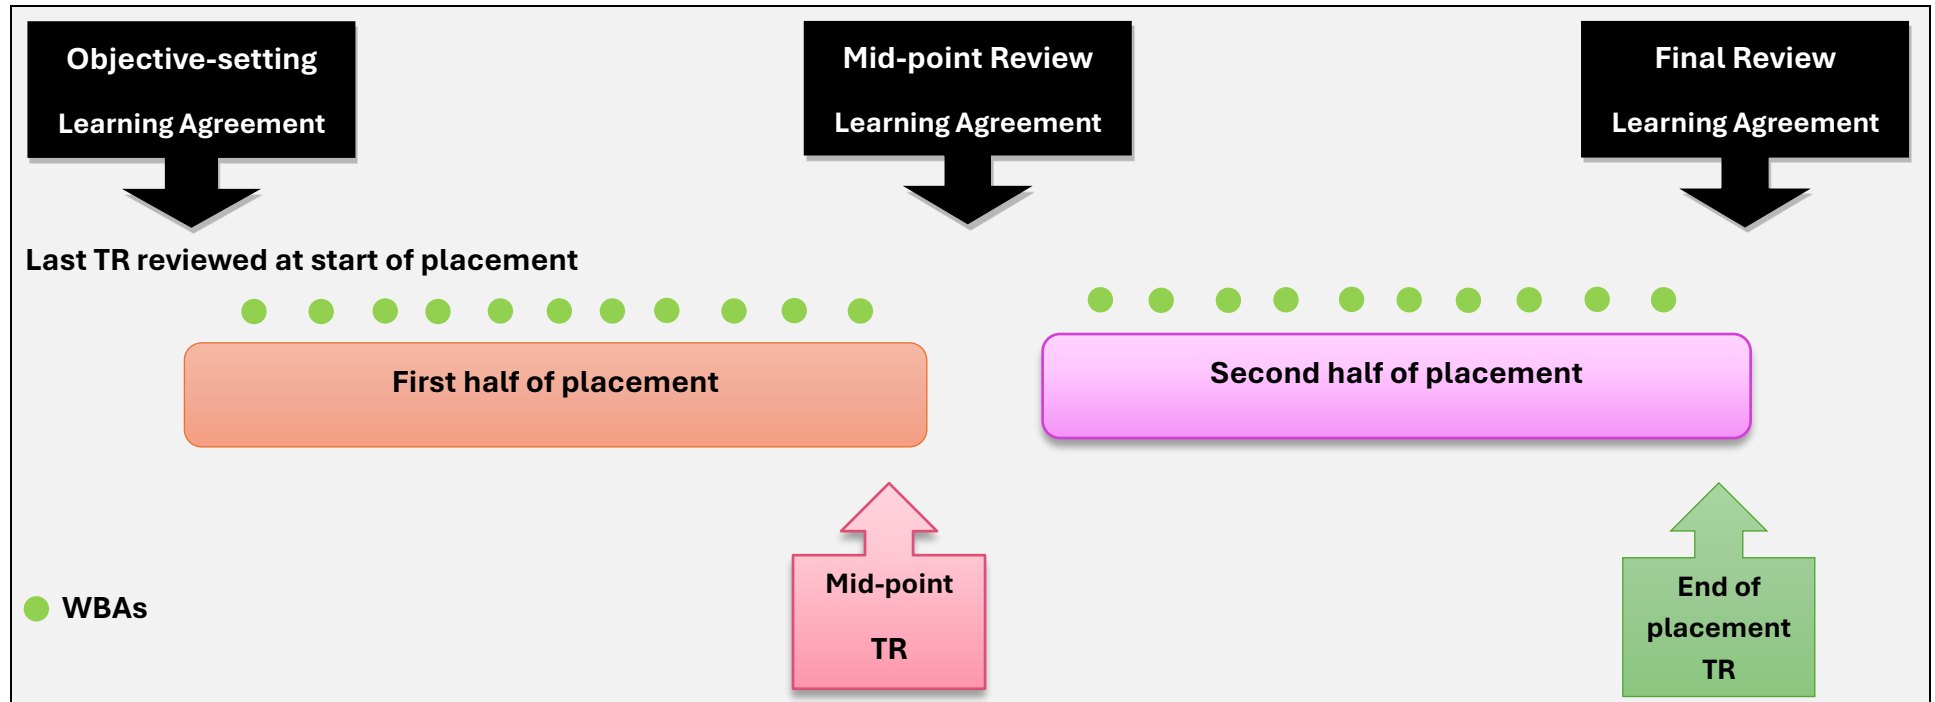 Objective-setting
Learning Agreement
Mid-point Review
Learning Agreement
Final Review
Learning Agreement
Last TR reviewed at start of placement
First half of placement
Second half of placement
Mid-point
TR
End of
placement
TR
WBAs